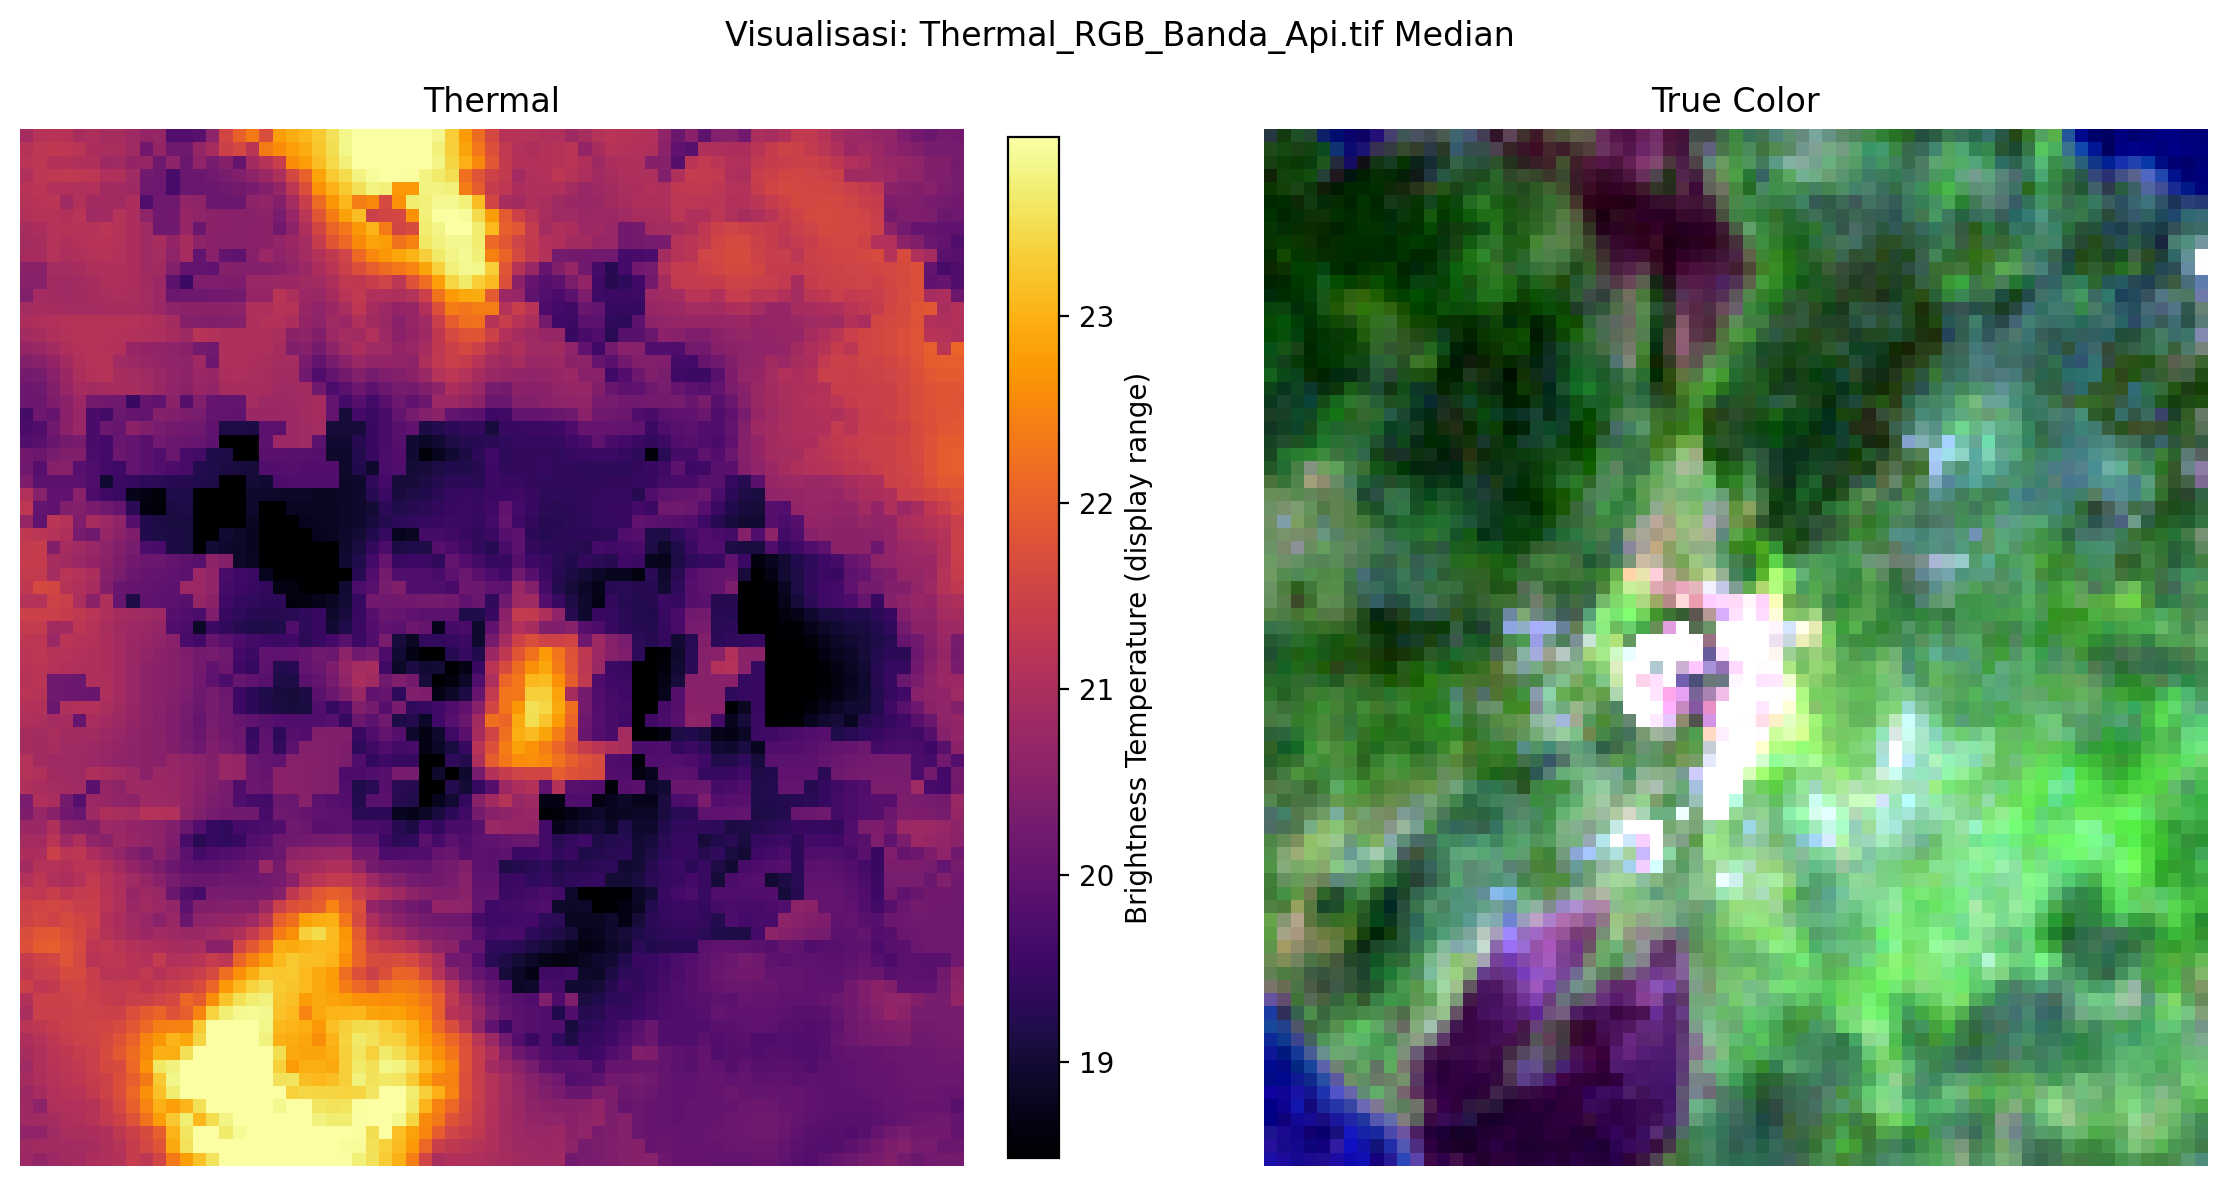 Visualisasi: Thermal_RGB_Banda_Api.tif Median
Thermal
True Color
23
22
21
20
19
Brightness Temperature (display range)